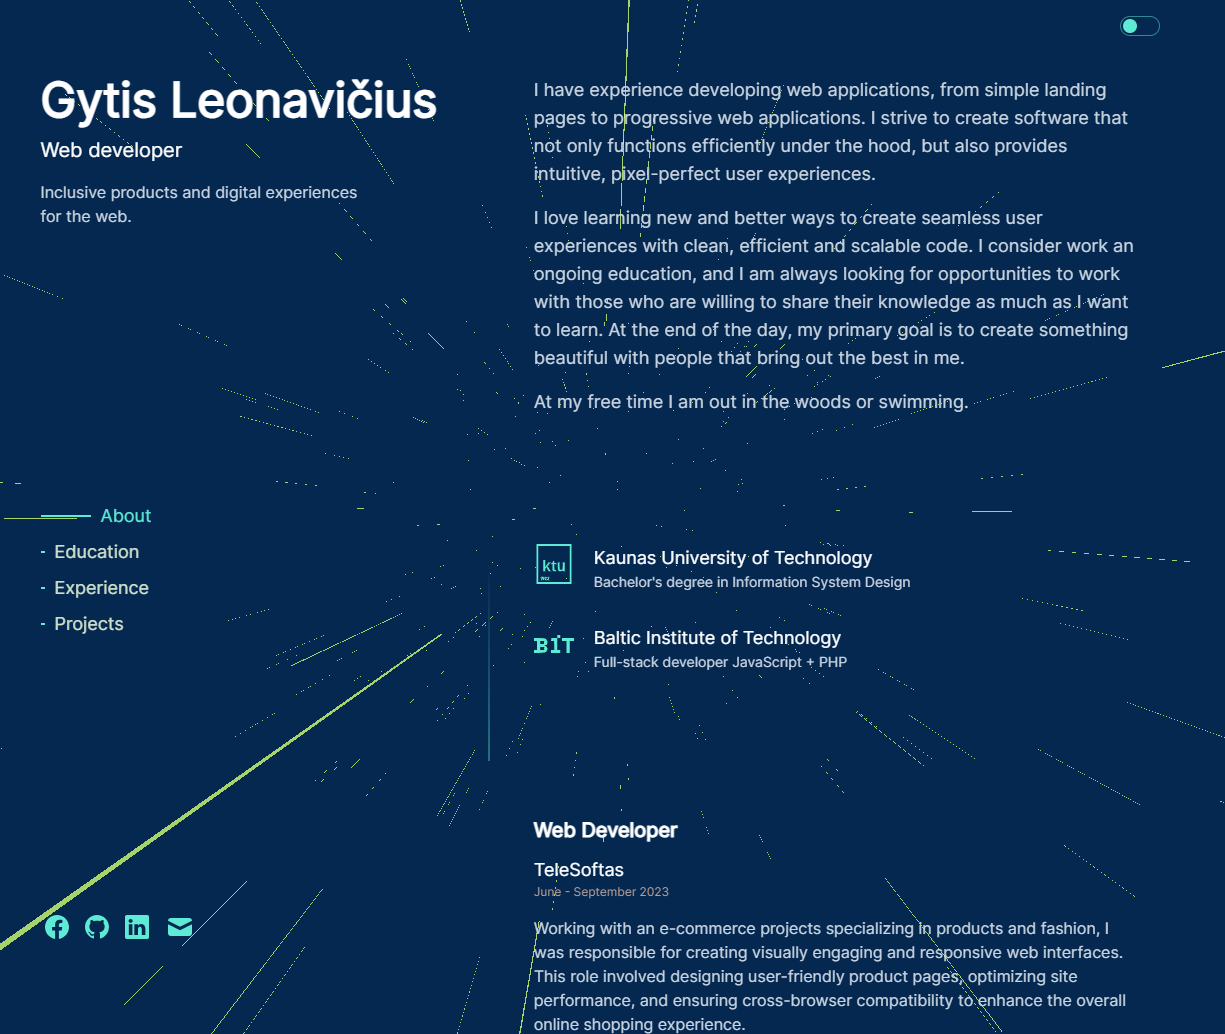 Gytis Leonavičius
Web developer
Inclusive products and digital experiences
for the web.
About
Education
Experience
Projects
I have experience developing web applications, from simple landing
pages to progressive web applications. I strive to create software that
not only functions efficiently under the hood, but also provides
intuitive, pixel-perfect user experiences.
I love learning new and better ways to create seamless user
experiences with clean, efficient and scalable code. I consider work an
ongoing education, and I am always looking for opportunities to work
with those who are willing to share their knowledge as much as I want
to learn. At the end of the day, my primary goal is to create something
beautiful with people that bring out the best in me.
At my free time I am out in the woods or swimming.
ktu
1922
Kaunas University of Technology
Bachelor's degree in Information System Design
BIT
Baltic Institute of Technology
Full-stack developer JavaScript + PHP
Web Developer
TeleSoftas
June - September 2023
Working with an e-commerce projects specializing in products and fashion, I
was responsible for creating visually engaging and responsive web interfaces.
This role involved designing user-friendly product pages, optimizing site
performance, and ensuring cross-browser compatibility to enhance the overall
online shopping experience.